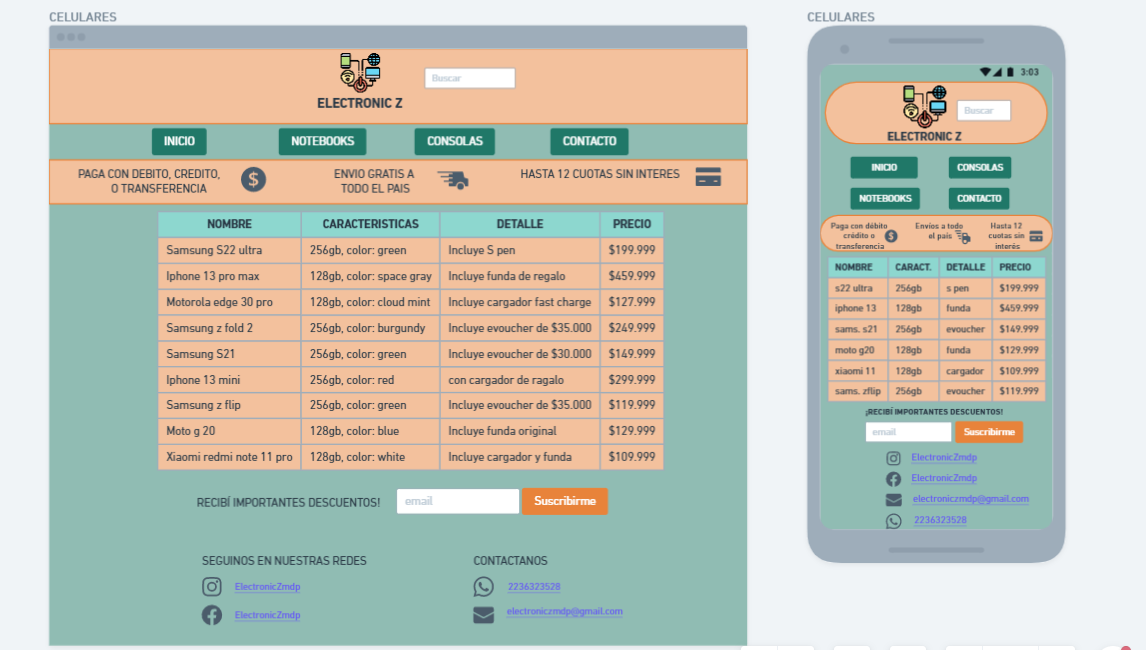 CELULARES
Buscar
ELECTRONIC Z
INICIO NOTEBOOKS CONSOLAS CONTACTO
PAGA CON DEBITO, CREDITO,
O TRANSFERENCIA
$
ENVIO GRATIS A
TODO EL PAIS
HASTA 12 CUOTAS SIN INTERES
NOMBRE CARACTERISTICAS DETALLE PRECIO
Samsung S22 ultra 256gb, color: green Incluye S pen $199.999
Iphone 13 pro max 128gb, color: space gray Incluye funda de regalo $459.999
Motorola edge 30 pro 128gb, color: cloud mint Incluye cargador fast charge $127.999
Samsung z fold 2 256gb, color: burgundy Incluye evoucher de $35.000 $249.999
Samsung S21 256gb, color: green Incluye evoucher de $30.000 $149.999
Iphone 13 mini 256gb, color: red con cargador de ragalo $299.999
Samsung z flip 256gb, color: green Incluye evoucher de $35.000 $119.999
Moto g 20 128gb, color: blue Incluye funda original $129.999
Xiaomi redmi note 11 pro 128gb, color: white Incluye cargador y funda $109.999
RECIBÍ IMPORTANTES DESCUENTOS! email Suscribirme
SEGUINOS EN NUESTRAS REDES
ElectronicZmdp
ElectronicZmdp
CONTACTANOS
2236323528
electroniczmdp@gmail.com
CELULARES
3:03
Buscar
ELECTRONIC Z
INICIO CONSOLAS
NOTEBOOKS CONTACTO
Paga con débito
crédito o
transferencia
$
Envíos a todo
el país
Hasta 12
cuotas sin
interés
NOMBRE CARACT. DETALLE PRECIO
s22 ultra 256gb s pen $199.999
iphone 13 128gb funda $459.999
sams. s21 256gb evoucher $149.999
moto g20 128gb funda $129.999
xiaomi 11 128gb cargador $109.999
sams. zflip 256gb evoucher $119.999
¡RECIBÍ IMPORTANTES DESCUENTOS!
email Suscribirme
ElectronicZmdp
ElectronicZmdp
electroniczmdp@gmail.com
2236323528